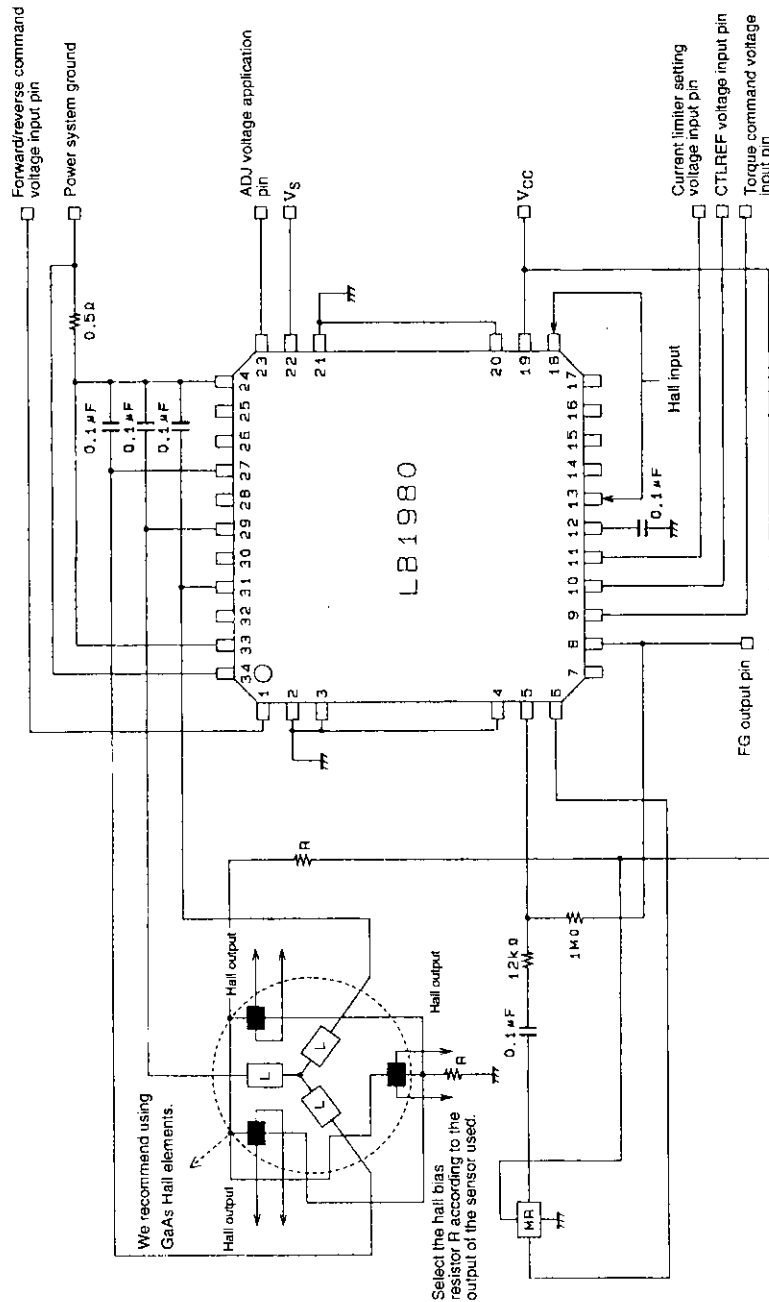 Forward/reverse command
voltage input pin
Power system ground
0.5Ω
ADJ voltage application
pin
VS
VCC
Current limiter setting
voltage input pin
CTLREF voltage input pin
Torque command voltage
input pin
0.1μF
0.1μF
0.1μF
34
33
32
31
30
29
28
27
26
25
24
23
22
21
20
19
18
1
2
3
4
5
6
LB1980
7
8
9
10
11
12
13
14
15
16
17
0.1μF
Hall input
FG output pin
We recommend using
GaAs Hall elements.
Hall output
Hall output
Hall output
L
L
L
R
R
Select the hall bias
resistor R according to the
output of the sensor used.
0.1μF
12kΩ
1MΩ
MR